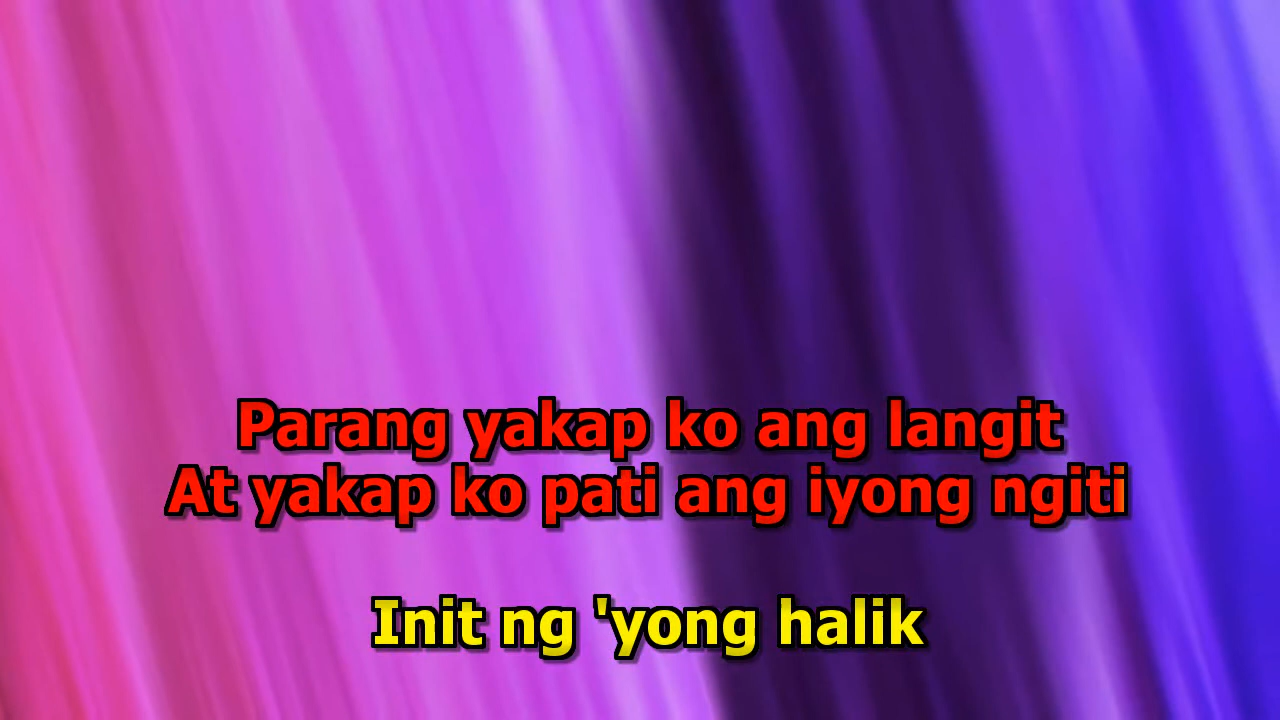 Parang yakap ko ang langit
At yakap ko pati ang iyong ngiti
Init ng 'yong halik